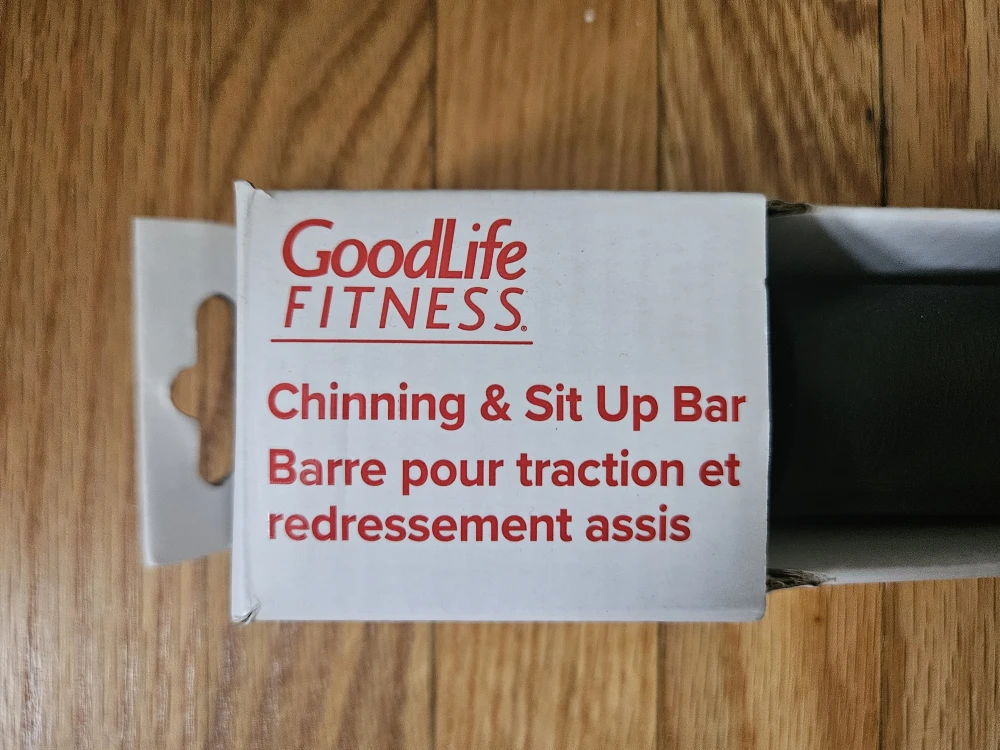 GoodLife
FITNESS®
Chinning & Sit Up Bar
Barre pour traction et
redressement assis